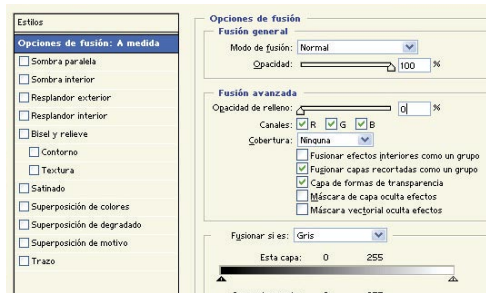 Estilos
Opciones de fusión: A medida
Sombra paralela
Sombra interior
Resplandor exterior
Resplandor interior
Bisel y relieve
Contorno
Textura
Satinado
Superposición de colores
Superposición de degradado
Superposición de motivo
Trazo
Opciones de fusión
Fusión general
Modo de fusión: Normal
Opacidad: 100 %
Fusión avanzada
Opacidad de relleno: 0 %
Canales: R G B
Cobertura: Ninguna
Fusionar efectos interiores como un grupo
Fusionar capas recortadas como un grupo
Capa de formas de transparencia
Máscara de capa oculta efectos
Máscara vectorial oculta efectos
Fusionar si es: Gris
Esta capa: 0 255